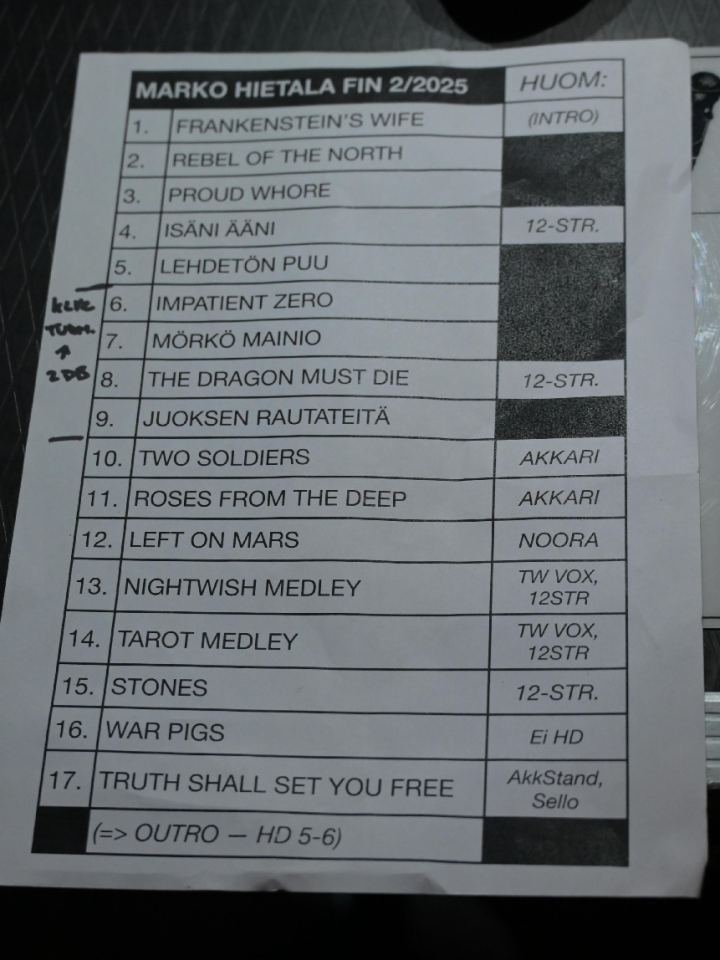 MARKO HIETALA FIN 2/2025 HUOM:
1. FRANKENSTEIN'S WIFE (INTRO)
2. REBEL OF THE NORTH
3. PROUD WHORE
4. ISÄNI ÄÄNI 12-STR.
5. LEHDETÖN PUU
6. IMPATIENT ZERO
7. MÖRKÖ MAINIO
↑
2DB
8. THE DRAGON MUST DIE 12-STR.
9. JUOKSEN RAUTATEITÄ
10. TWO SOLDIERS AKKARI
11. ROSES FROM THE DEEP AKKARI
12. LEFT ON MARS NOORA
13. NIGHTWISH MEDLEY TW VOX,
12STR
14. TAROT MEDLEY TW VOX,
12STR
15. STONES 12-STR.
16. WAR PIGS Ei HD
17. TRUTH SHALL SET YOU FREE AkkStand,
Sello
(=> OUTRO — HD 5-6)